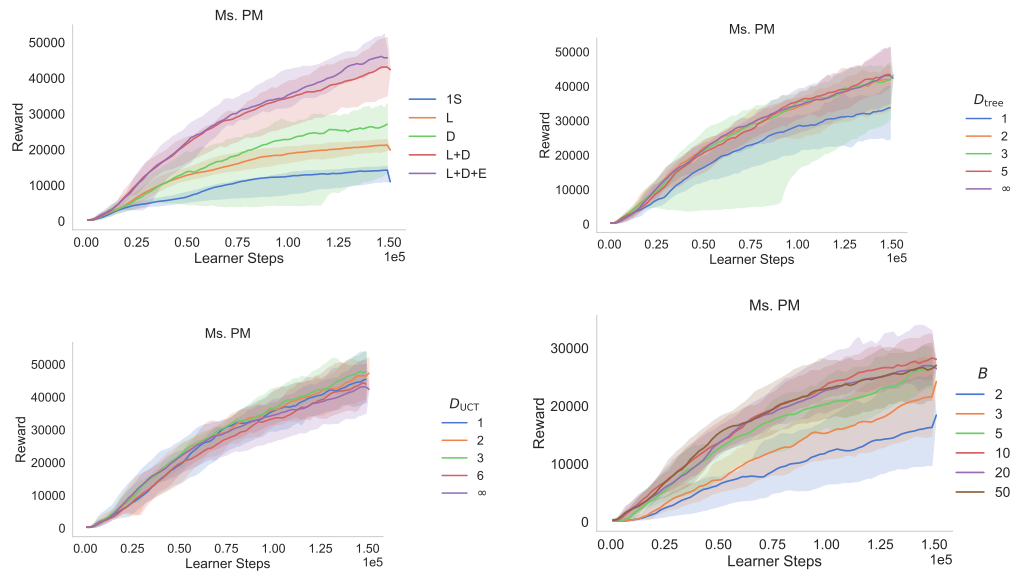 Ms. PM
50000
40000
30000
20000
10000
0
Reward
0.00 0.25 0.50 0.75 1.00 1.25 1.50
Learner Steps
1e5
1S
L
D
L+D
L+D+E
Ms. PM
50000
40000
30000
20000
10000
0
Reward
0.00 0.25 0.50 0.75 1.00 1.25 1.50
Learner Steps
1e5
Dtree
1
2
3
5
∞
Ms. PM
50000
40000
30000
20000
10000
0
Reward
0.00 0.25 0.50 0.75 1.00 1.25 1.50
Learner Steps
1e5
DUCT
1
2
3
6
∞
Ms. PM
30000
20000
10000
0
Reward
0.00 0.25 0.50 0.75 1.00 1.25 1.50
Learner Steps
1e5
B
2
3
5
10
20
50